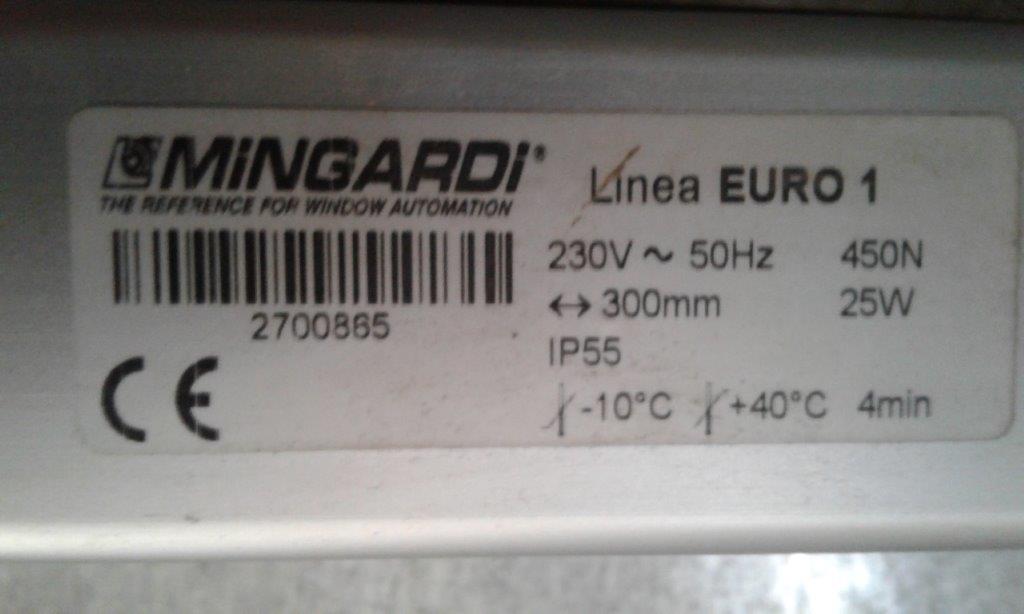 MiNGARDi®
THE REFERENCE FOR WINDOW AUTOMATION
2700865
CE
Linea EURO 1
230V ~ 50Hz 450N
↔ 300mm 25W
IP55
-10°C +40°C 4min